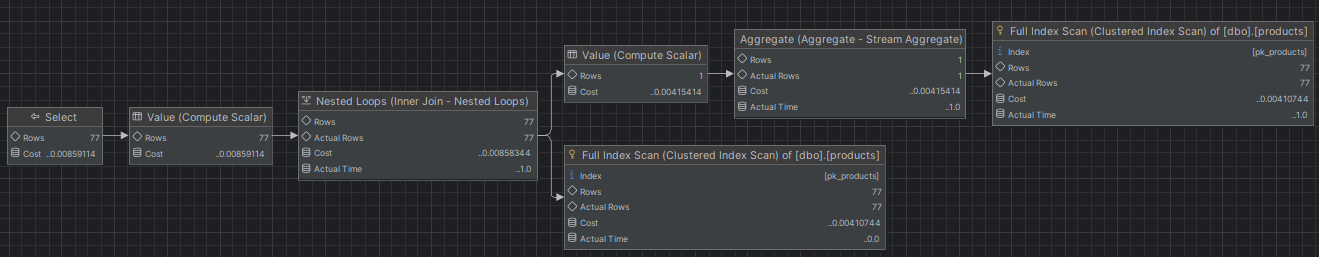 Select
Rows 77
Cost ..0.00859114
Value (Compute Scalar)
Rows 77
Cost ..0.00859114
Nested Loops (Inner Join - Nested Loops)
Rows 77
Actual Rows 77
Cost ..0.00858344
Actual Time ..1.0
Value (Compute Scalar)
Rows 1
Cost ..0.00415414
Aggregate (Aggregate - Stream Aggregate)
Rows 1
Actual Rows 1
Cost ..0.00415414
Actual Time ..1.0
Full Index Scan (Clustered Index Scan) of [dbo].[products]
Index [pk_products]
Rows 77
Actual Rows 77
Cost ..0.00410744
Actual Time ..1.0
Full Index Scan (Clustered Index Scan) of [dbo].[products]
Index [pk_products]
Rows 77
Actual Rows 77
Cost ..0.00410744
Actual Time ..0.0